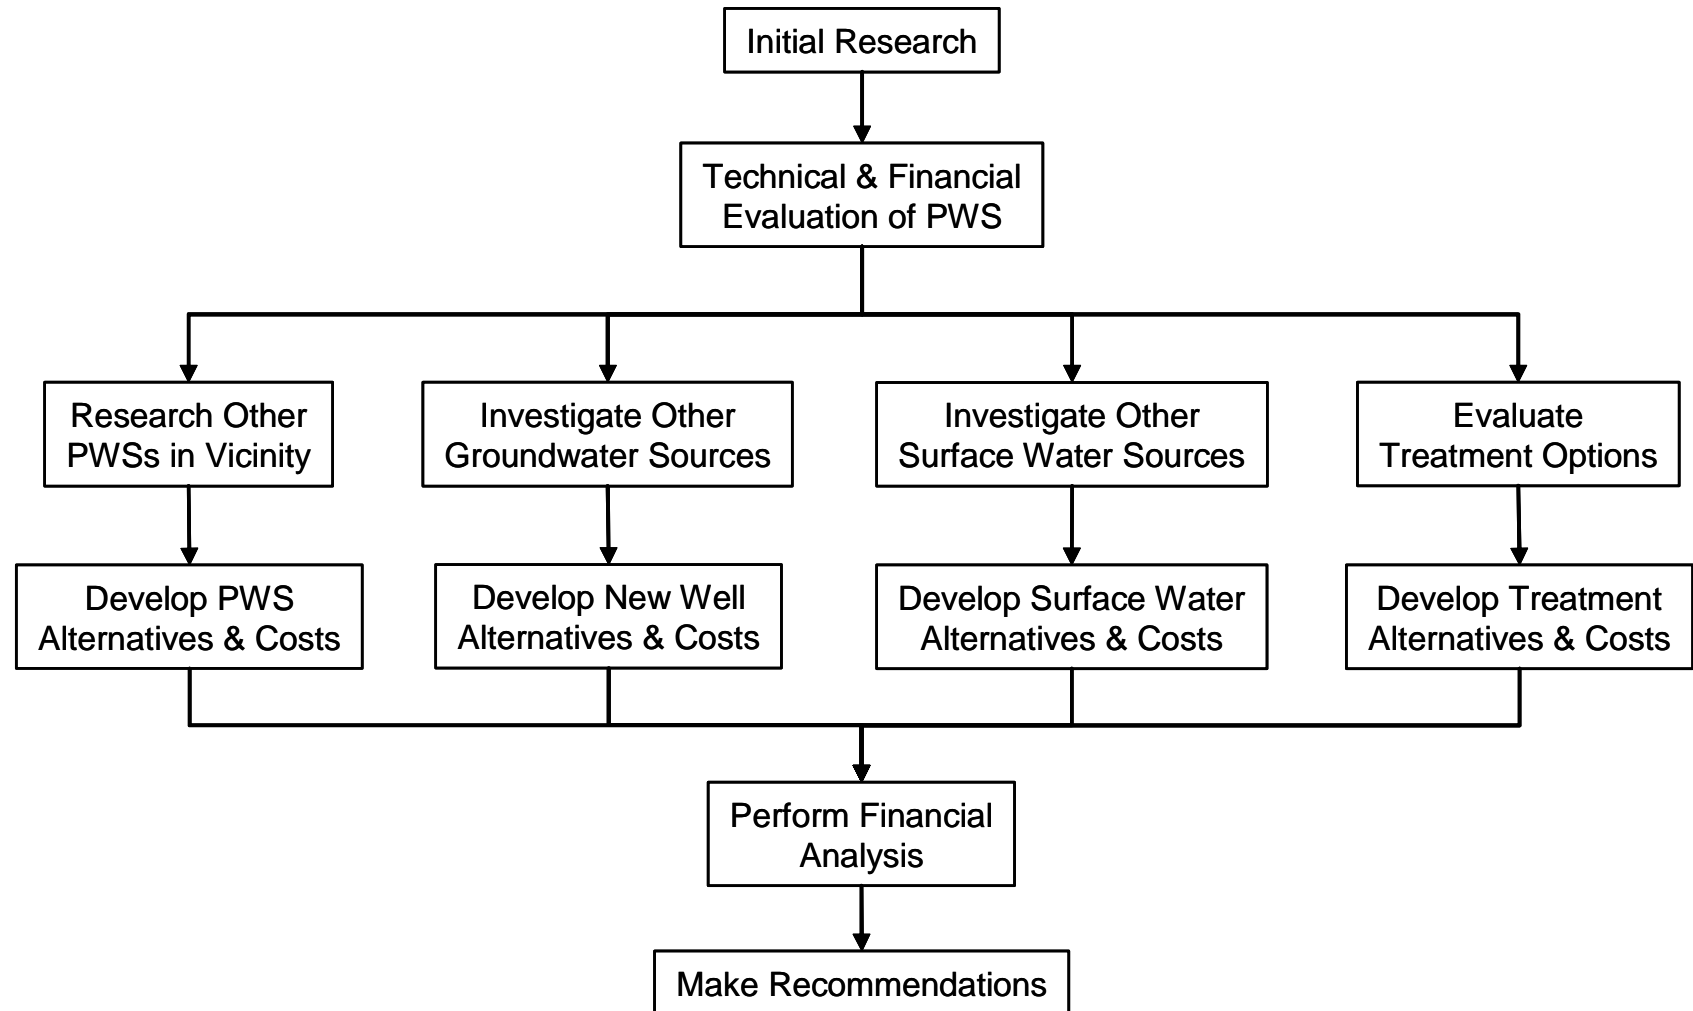 Initial Research
Technical & Financial
Evaluation of PWS
Research Other
PWSs in Vicinity
Investigate Other
Groundwater Sources
Investigate Other
Surface Water Sources
Evaluate
Treatment Options
Develop PWS
Alternatives & Costs
Develop New Well
Alternatives & Costs
Develop Surface Water
Alternatives & Costs
Develop Treatment
Alternatives & Costs
Perform Financial
Analysis
Make Recommendations